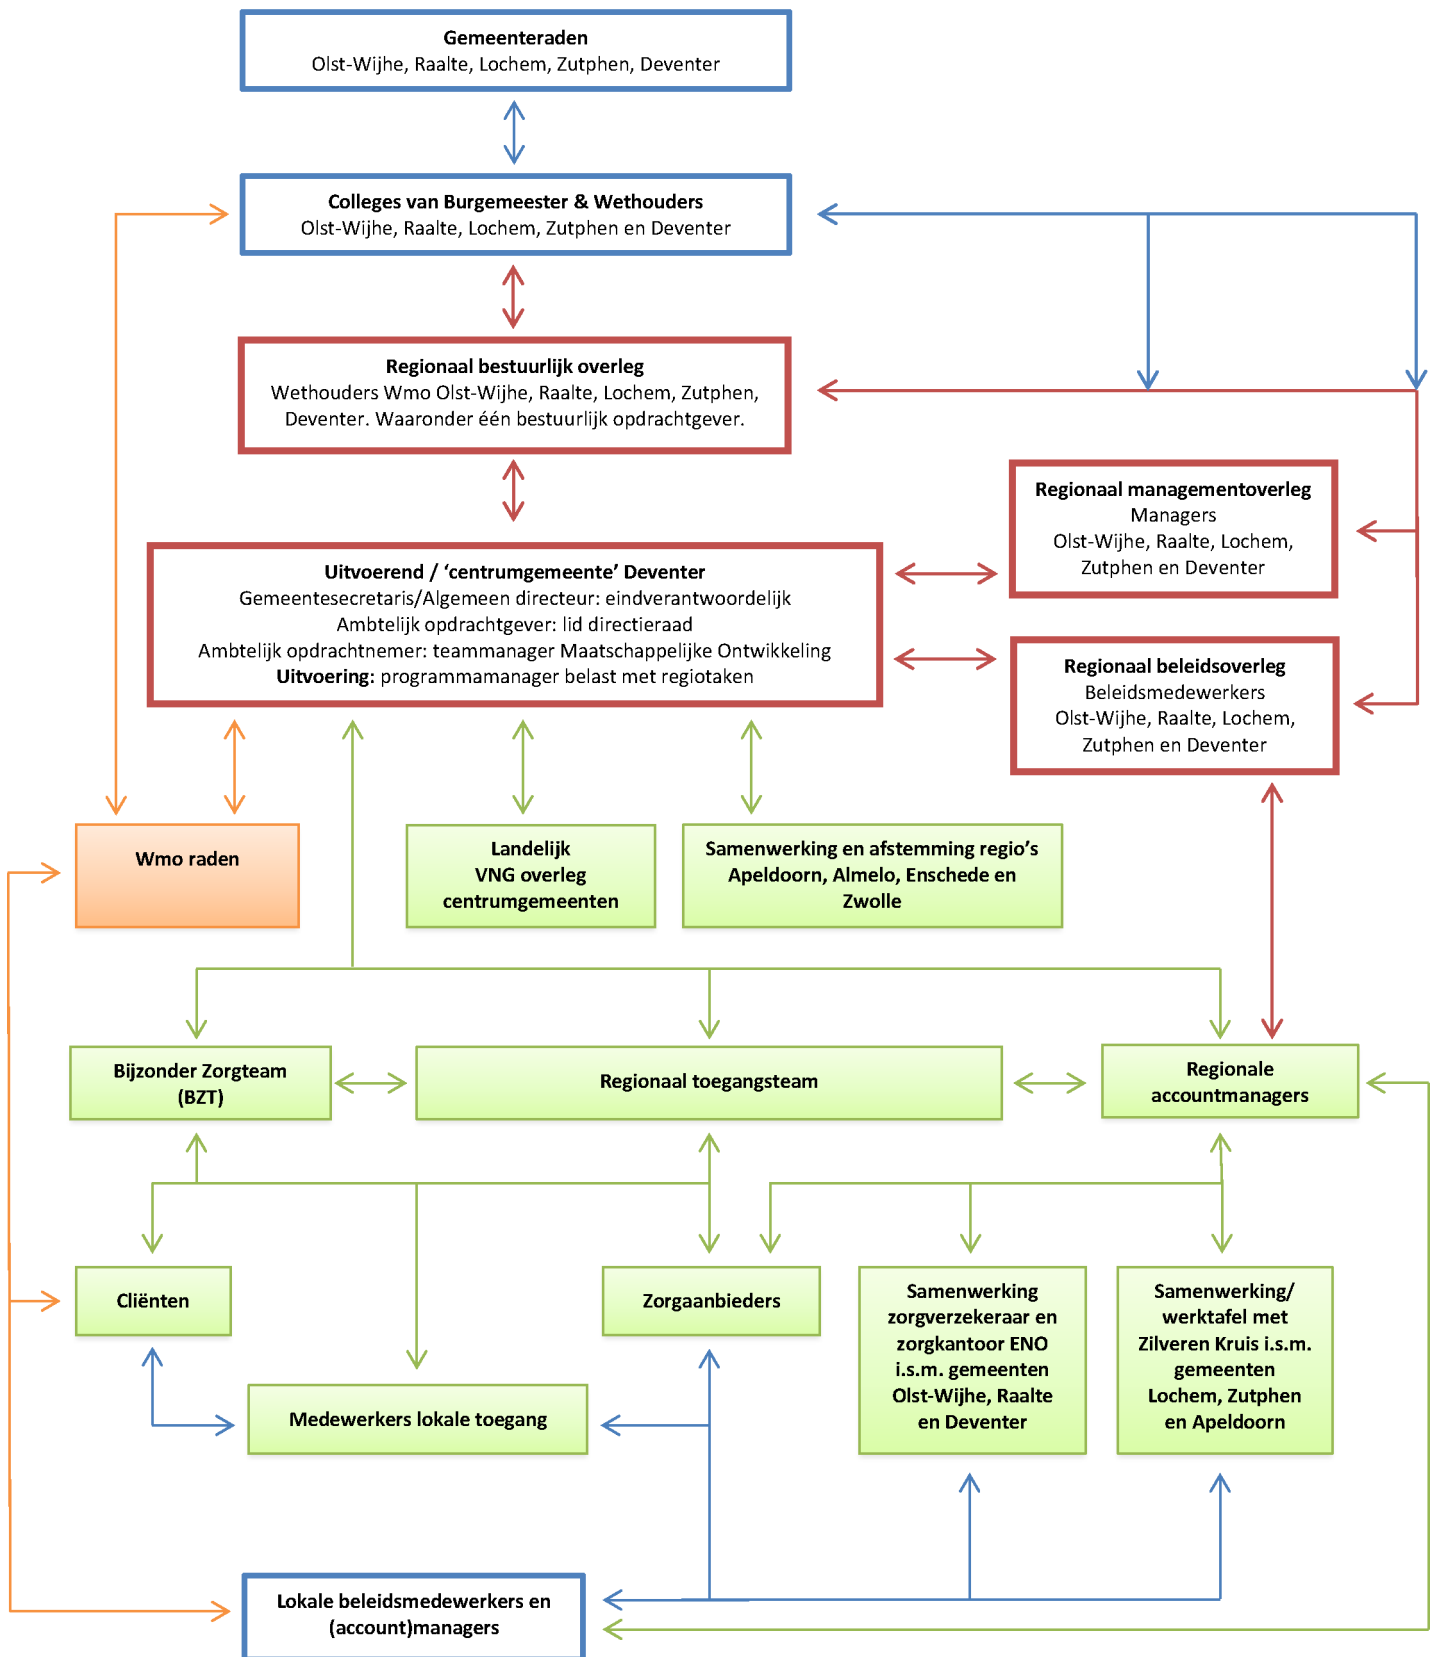 Gemeenteraden
Olst-Wijhe, Raalte, Lochem, Zutphen, Deventer
Colleges van Burgemeester & Wethouders
Olst-Wijhe, Raalte, Lochem, Zutphen en Deventer
Regionaal bestuurlijk overleg
Wethouders Wmo Olst-Wijhe, Raalte, Lochem, Zutphen,
Deventer. Waaronder één bestuurlijk opdrachtgever.
Regionaal managementoverleg
Managers
Olst-Wijhe, Raalte, Lochem,
Zutphen en Deventer
Uitvoerend / ‘centrumgemeente’ Deventer
Gemeentesecretaris/Algemeen directeur: eindverantwoordelijk
Ambtelijk opdrachtgever: lid directieraad
Ambtelijk opdrachtnemer: teammanager Maatschappelijke Ontwikkeling
Uitvoering: programmamanager belast met regiotaken
Regionaal beleidsoverleg
Beleidsmedewerkers
Olst-Wijhe, Raalte, Lochem,
Zutphen en Deventer
Wmo raden
Landelijk
VNG overleg
centrumgemeenten
Samenwerking en afstemming regio’s
Apeldoorn, Almelo, Enschede en
Zwolle
Bijzonder Zorgteam
(BZT)
Regionaal toegangsteam
Regionale
accountmanagers
Cliënten
Zorgaanbieders
Samenwerking
zorgverzekeraar en
zorgkantoor ENO
i.s.m. gemeenten
Olst-Wijhe, Raalte
en Deventer
Samenwerking/
werktafel met
Zilveren Kruis i.s.m.
gemeenten
Lochem, Zutphen
en Apeldoorn
Medewerkers lokale toegang
Lokale beleidsmedewerkers en
(account)managers